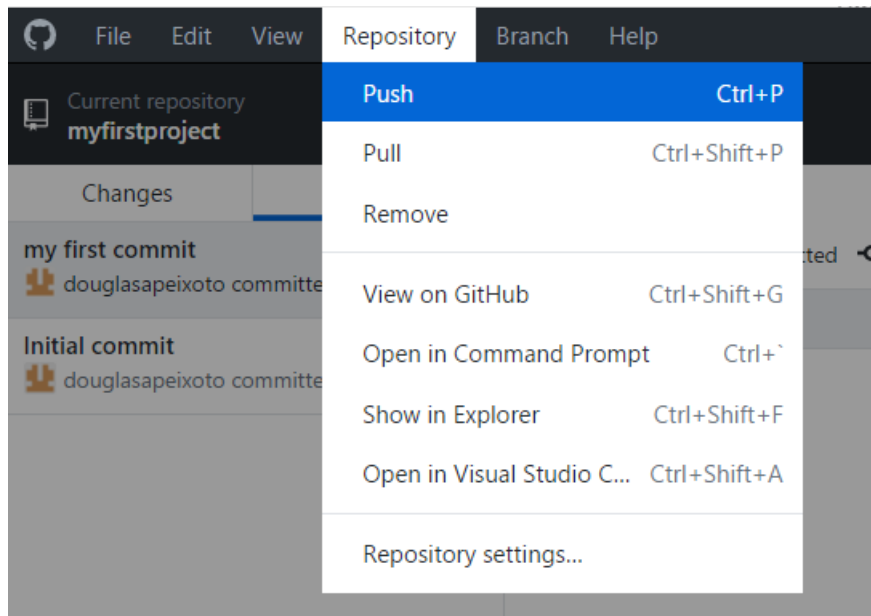 File Edit View Repository Branch Help
Current repository
myfirstproject
Changes
my first commit
douglasapeixoto committe
Initial commit
douglasapeixoto committe
Push Ctrl+P
Pull Ctrl+Shift+P
Remove
View on GitHub Ctrl+Shift+G
Open in Command Prompt Ctrl+`
Show in Explorer Ctrl+Shift+F
Open in Visual Studio C... Ctrl+Shift+A
Repository settings...
ted